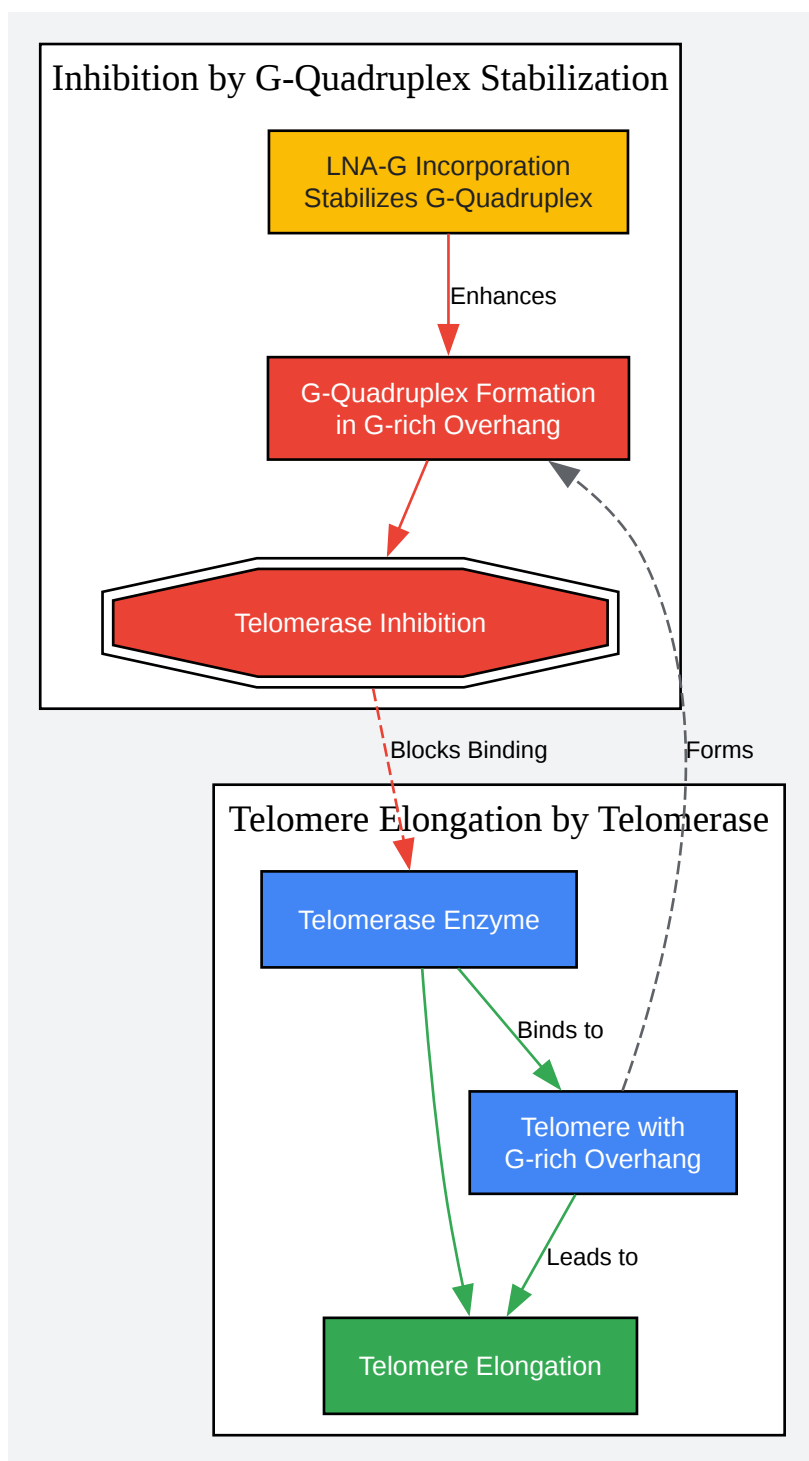 Inhibition by G-Quadruplex Stabilization
LNA-G Incorporation
Stabilizes G-Quadruplex
Enhances
G-Quadruplex Formation
in G-rich Overhang
Telomerase Inhibition
Blocks Binding
Forms
Telomere Elongation by Telomerase
Telomerase Enzyme
Binds to
Telomere with
G-rich Overhang
Leads to
Telomere Elongation